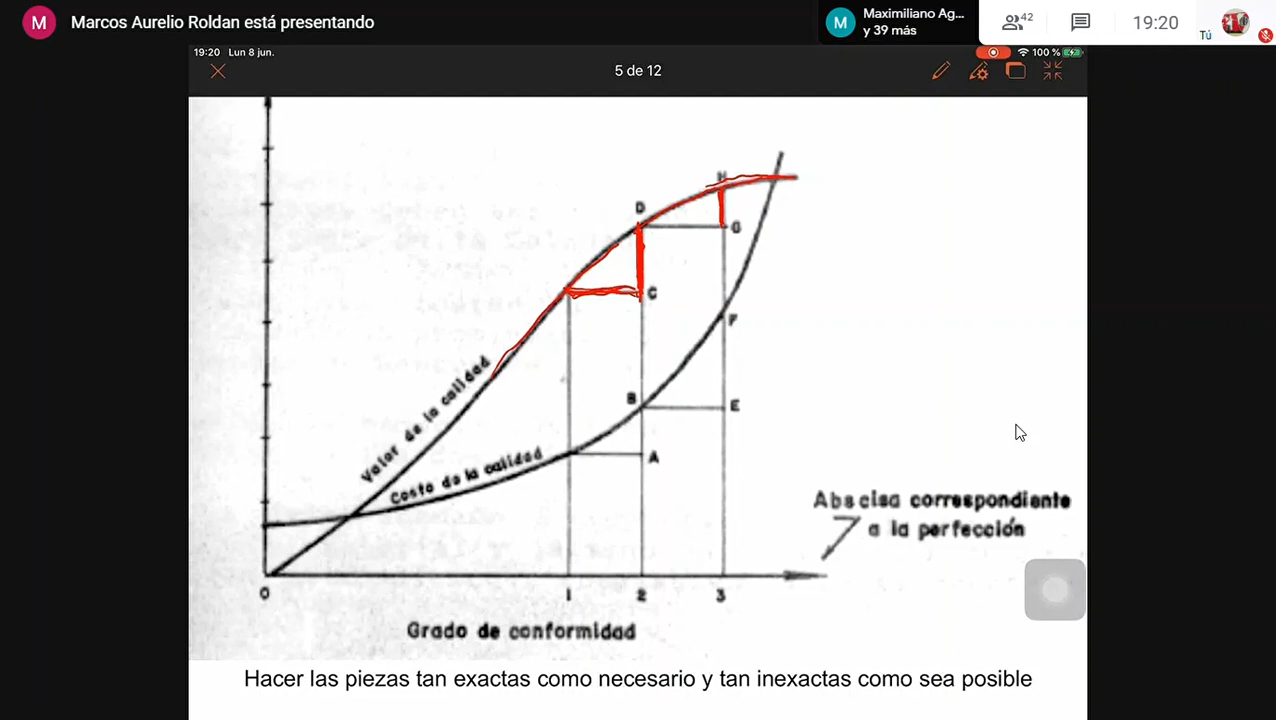 M Marcos Aurelio Roldan está presentando
M Maximiliano Ag...
y 39 más
42
19:20
Tú
19:20 Lun 8 jun.
100 %
5 de 12
H
D
G
C
F
B
E
A
Valor de la calidad
Costo de la calidad
Abscisa correspondiente
a la perfección
0 1 2 3
Grado de conformidad
Hacer las piezas tan exactas como necesario y tan inexactas como sea posible